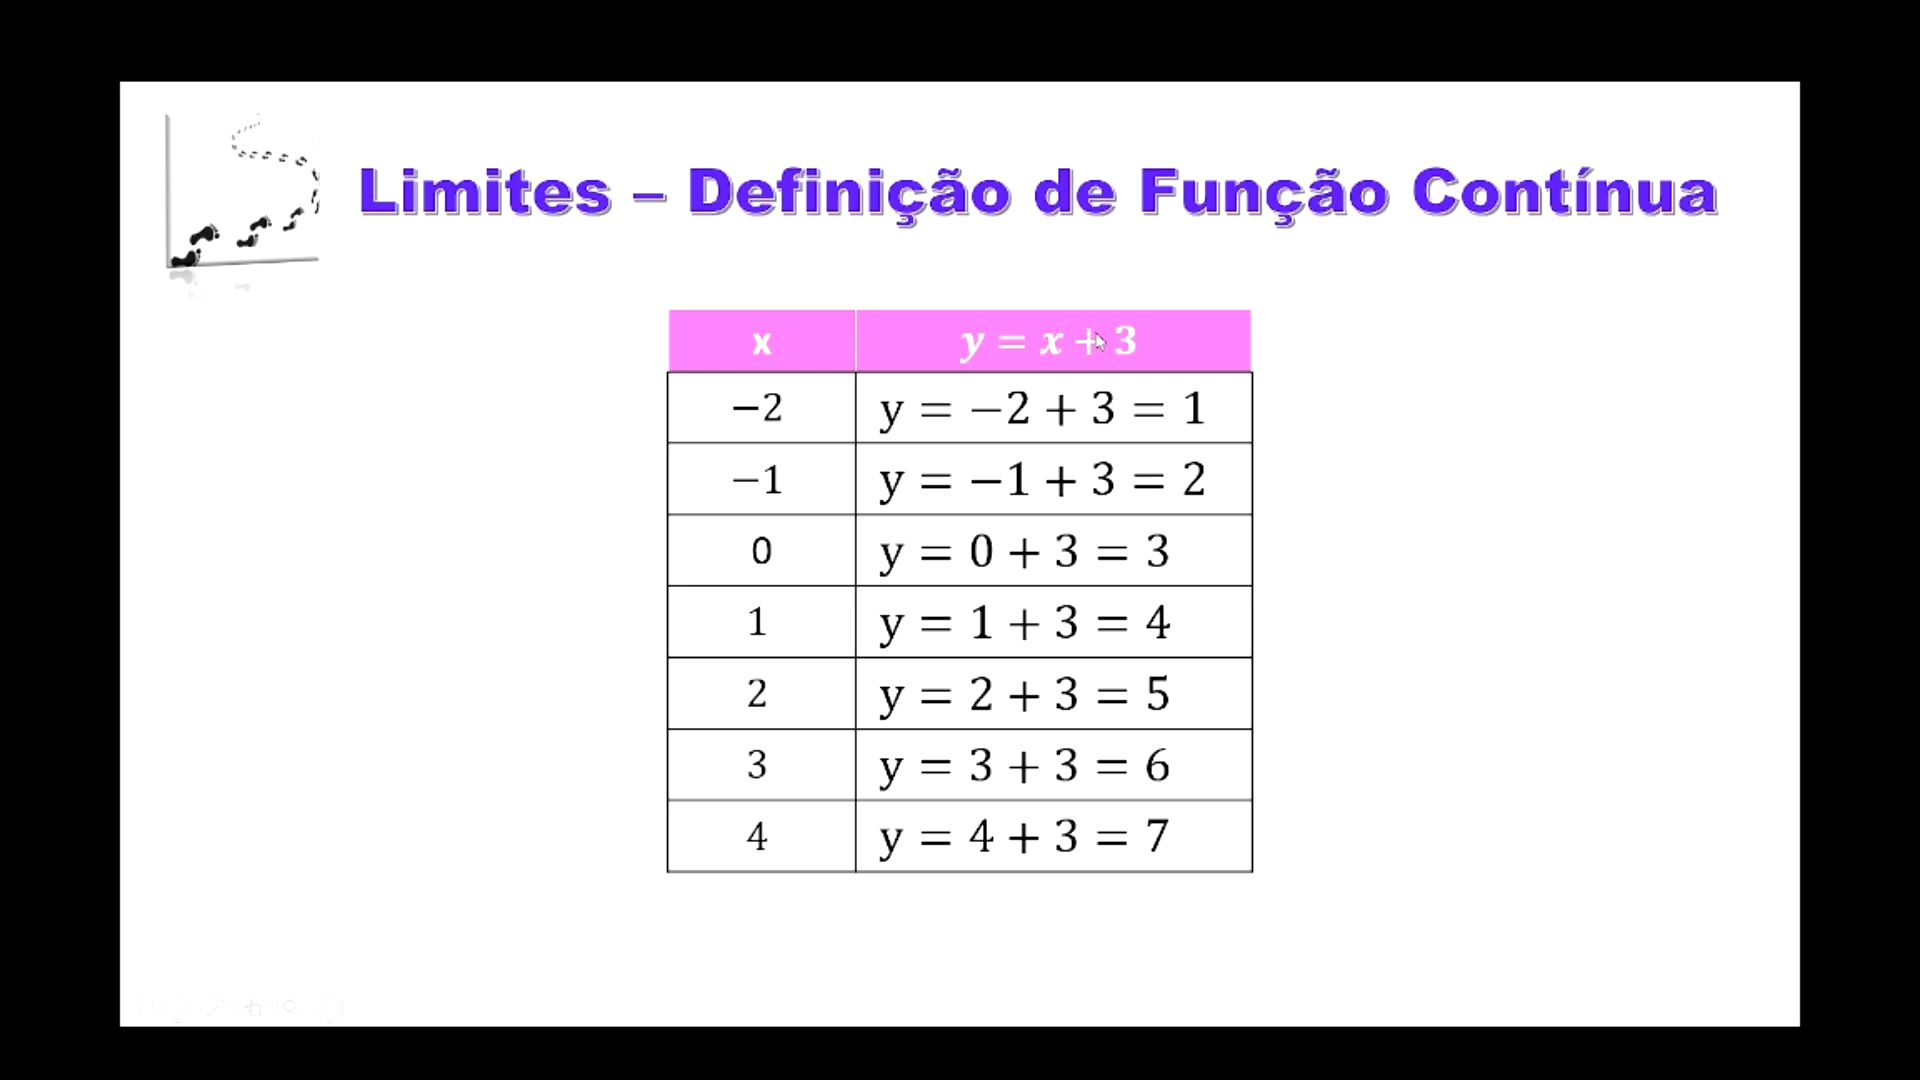 Limites – Definição de Função Contínua
x y = x + 3
−2 y = −2 + 3 = 1
−1 y = −1 + 3 = 2
0 y = 0 + 3 = 3
1 y = 1 + 3 = 4
2 y = 2 + 3 = 5
3 y = 3 + 3 = 6
4 y = 4 + 3 = 7